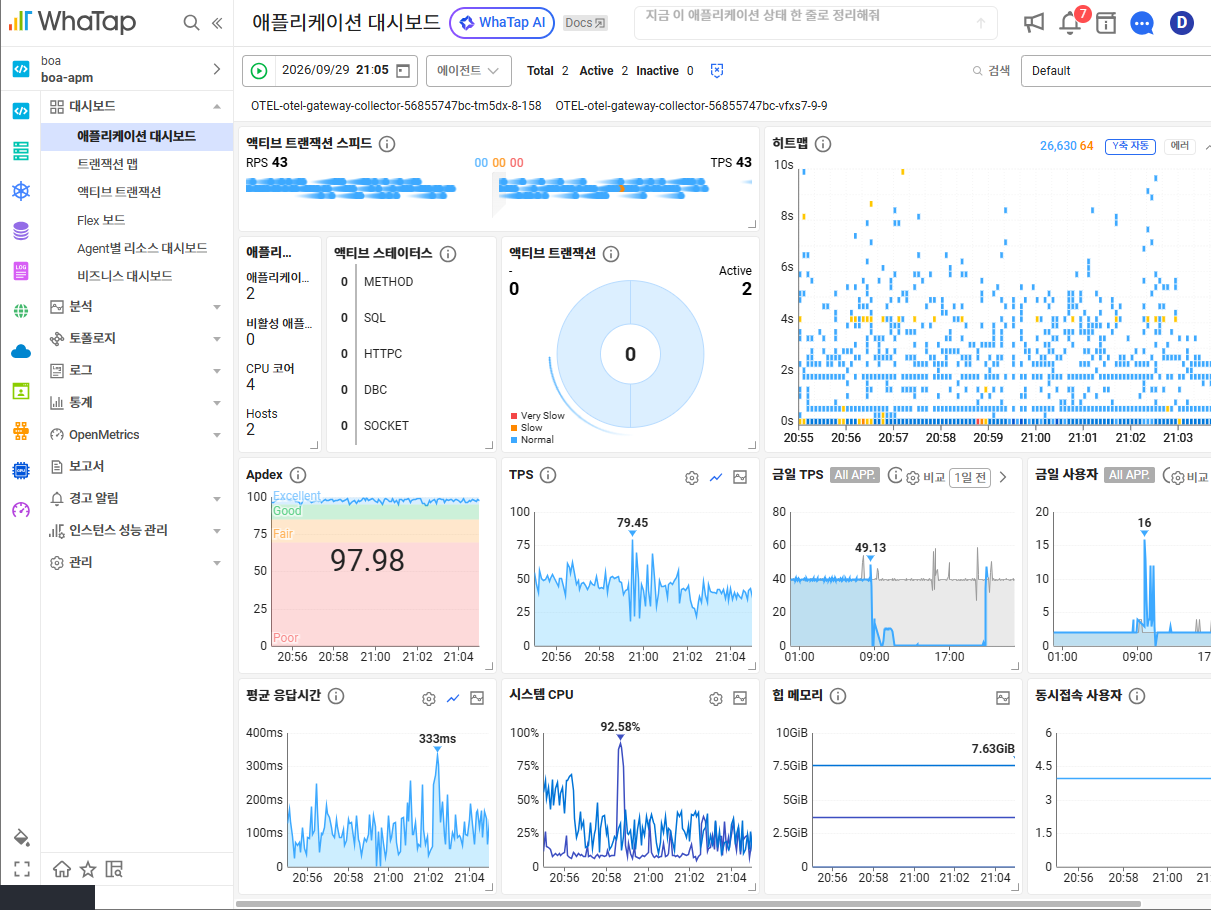 WhaTap
애플리케이션 대시보드
WhaTap AI
Docs
지금 이 애플리케이션 상태 한 줄로 정리해줘
7
D
boa
boa-apm
2026/09/29 21:05
에이전트
Total 2 Active 2 Inactive 0
검색
Default
OTEL-otel-gateway-collector-56855747bc-tm5dx-8-158 OTEL-otel-gateway-collector-56855747bc-vfxs7-9-9
대시보드
애플리케이션 대시보드
트랜잭션 맵
액티브 트랜잭션
Flex 보드
Agent별 리소스 대시보드
비즈니스 대시보드
분석
토폴로지
로그
통계
OpenMetrics
보고서
경고 알림
인스턴스 성능 관리
관리
LOG
CPU
액티브 트랜잭션 스피드
RPS 43
00 00 00
TPS 43
히트맵
26,630 64
Y축 자동
에러
10s
8s
6s
4s
2s
0s
20:55 20:56 20:57 20:58 20:59 21:00 21:01 21:02 21:03
애플리...
애플리케이...
2
비활성 애플...
0
CPU 코어
4
Hosts
2
액티브 스테이터스
0 METHOD
0 SQL
0 HTTPC
0 DBC
0 SOCKET
액티브 트랜잭션
-
0
Active
2
0
Very Slow
Slow
Normal
Apdex
100
75
50
25
0
Excellent
Good
Fair
97.98
Poor
20:56 20:58 21:00 21:02 21:04
TPS
100
75
50
25
0
79.45
20:56 20:58 21:00 21:02 21:04
금일 TPS
All APP.
비교
1일 전
80
60
40
20
0
49.13
01:00 09:00 17:00
금일 사용자
All APP.
비교
20
15
10
5
0
16
01:00 09:00 17
평균 응답시간
400ms
300ms
200ms
100ms
0
333ms
20:56 20:58 21:00 21:02 21:04
시스템 CPU
100%
75%
50%
25%
0
92.58%
20:56 20:58 21:00 21:02 21:04
힙 메모리
10GiB
7.5GiB
5GiB
2.5GiB
0
7.63GiB
20:56 20:58 21:00 21:02 21:04
동시접속 사용자
6
4.5
3
1.5
0
20:56 20:58 21:00